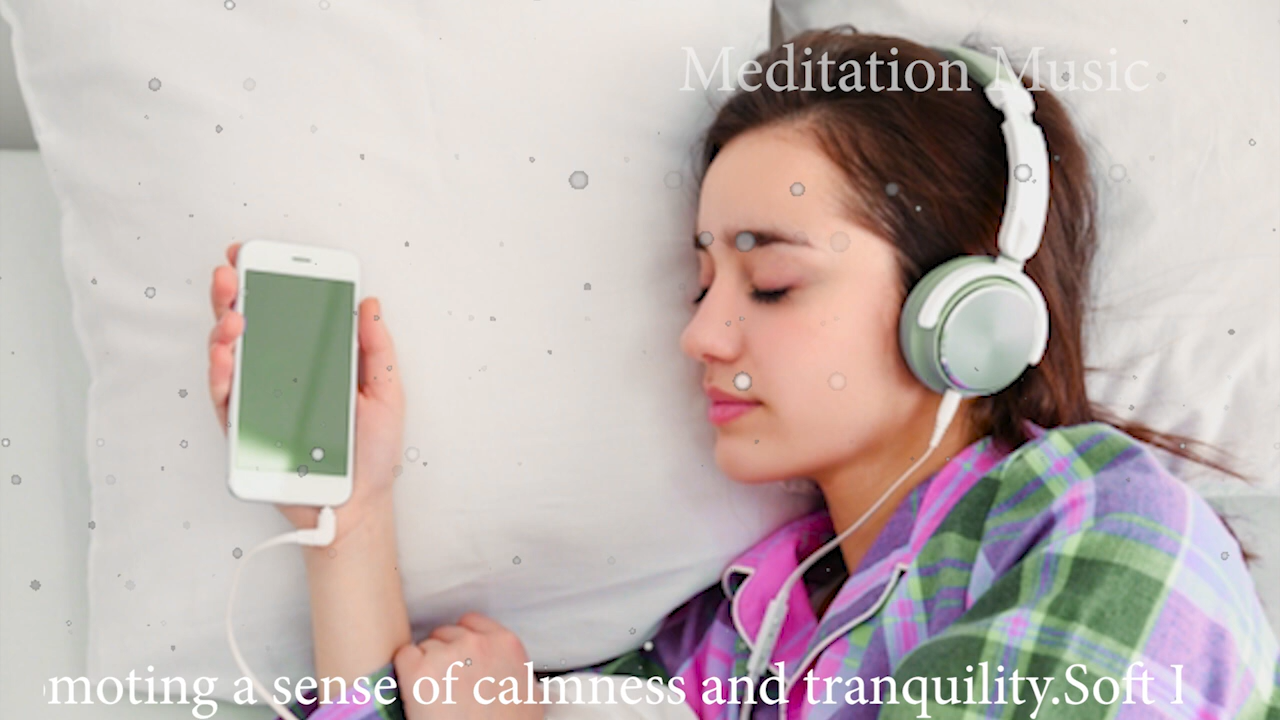 Meditation Music
moting a sense of calmness and tranquility.Soft